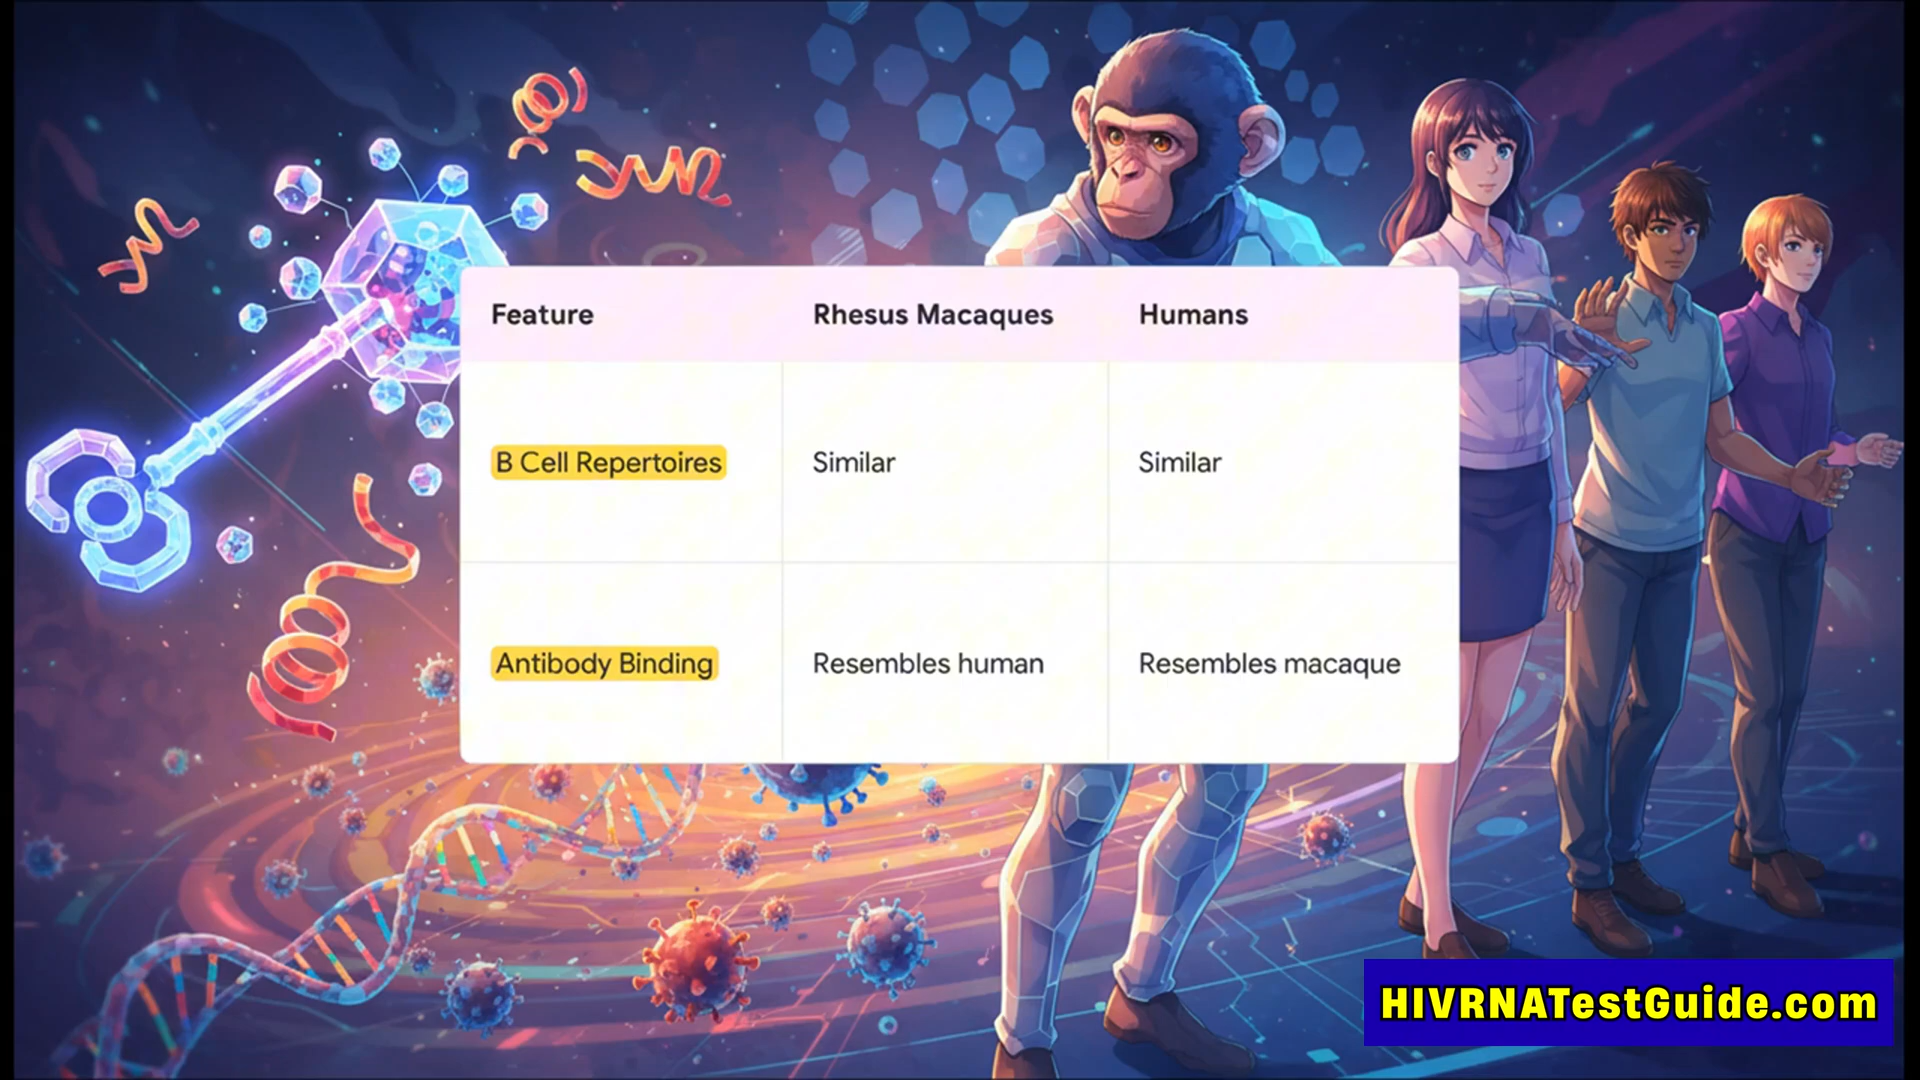 Feature Rhesus Macaques Humans
B Cell Repertoires Similar Similar
Antibody Binding Resembles human Resembles macaque
HIVRNATestGuide.com